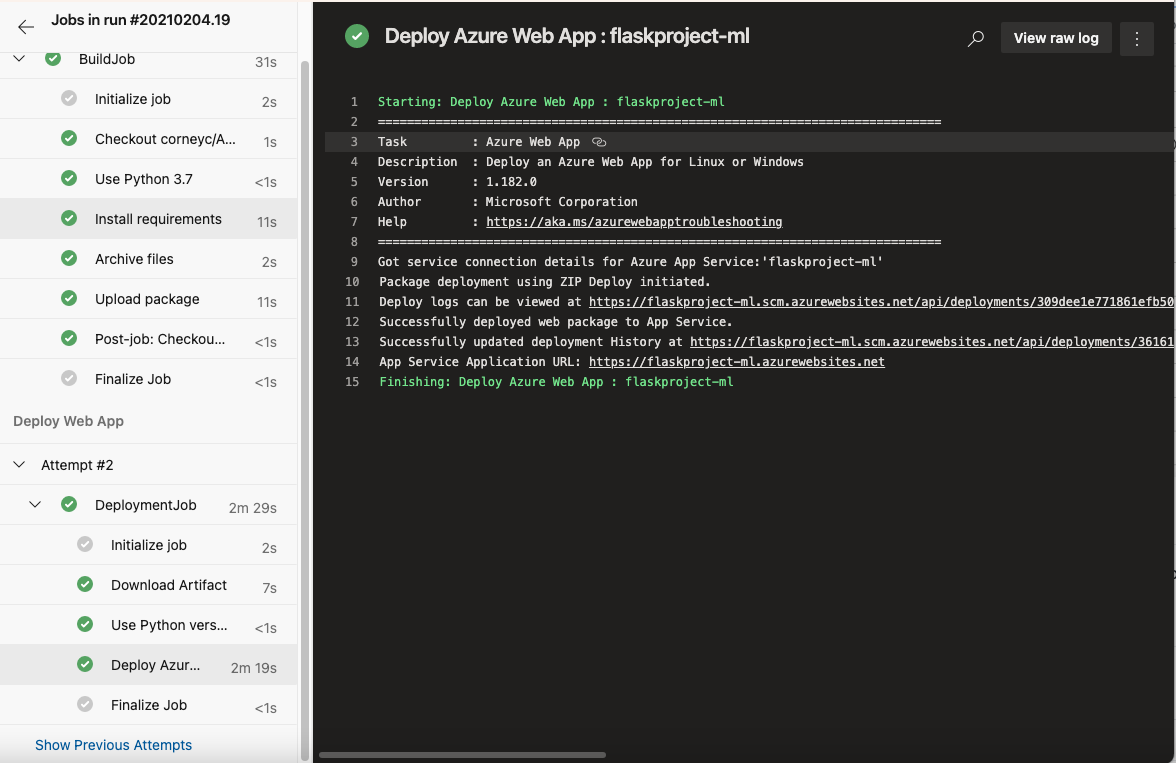 Jobs in run #20210204.19
BuildJob 31s
Initialize job 2s
Checkout corneyc/A... 1s
Use Python 3.7 <1s
Install requirements 11s
Archive files 2s
Upload package 11s
Post-job: Checkou... <1s
Finalize Job <1s
Deploy Web App
Attempt #2
DeploymentJob 2m 29s
Initialize job 2s
Download Artifact 7s
Use Python vers... <1s
Deploy Azur... 2m 19s
Finalize Job <1s
Show Previous Attempts
Deploy Azure Web App : flaskproject-ml
View raw log
1 Starting: Deploy Azure Web App : flaskproject-ml
2 ==============================================================================
3 Task         : Azure Web App
4 Description  : Deploy an Azure Web App for Linux or Windows
5 Version      : 1.182.0
6 Author       : Microsoft Corporation
7 Help         : https://aka.ms/azurewebapptroubleshooting
8 ==============================================================================
9 Got service connection details for Azure App Service:'flaskproject-ml'
10 Package deployment using ZIP Deploy initiated.
11 Deploy logs can be viewed at https://flaskproject-ml.scm.azurewebsites.net/api/deployments/309dee1e771861efb50
12 Successfully deployed web package to App Service.
13 Successfully updated deployment History at https://flaskproject-ml.scm.azurewebsites.net/api/deployments/36161
14 App Service Application URL: https://flaskproject-ml.azurewebsites.net
15 Finishing: Deploy Azure Web App : flaskproject-ml